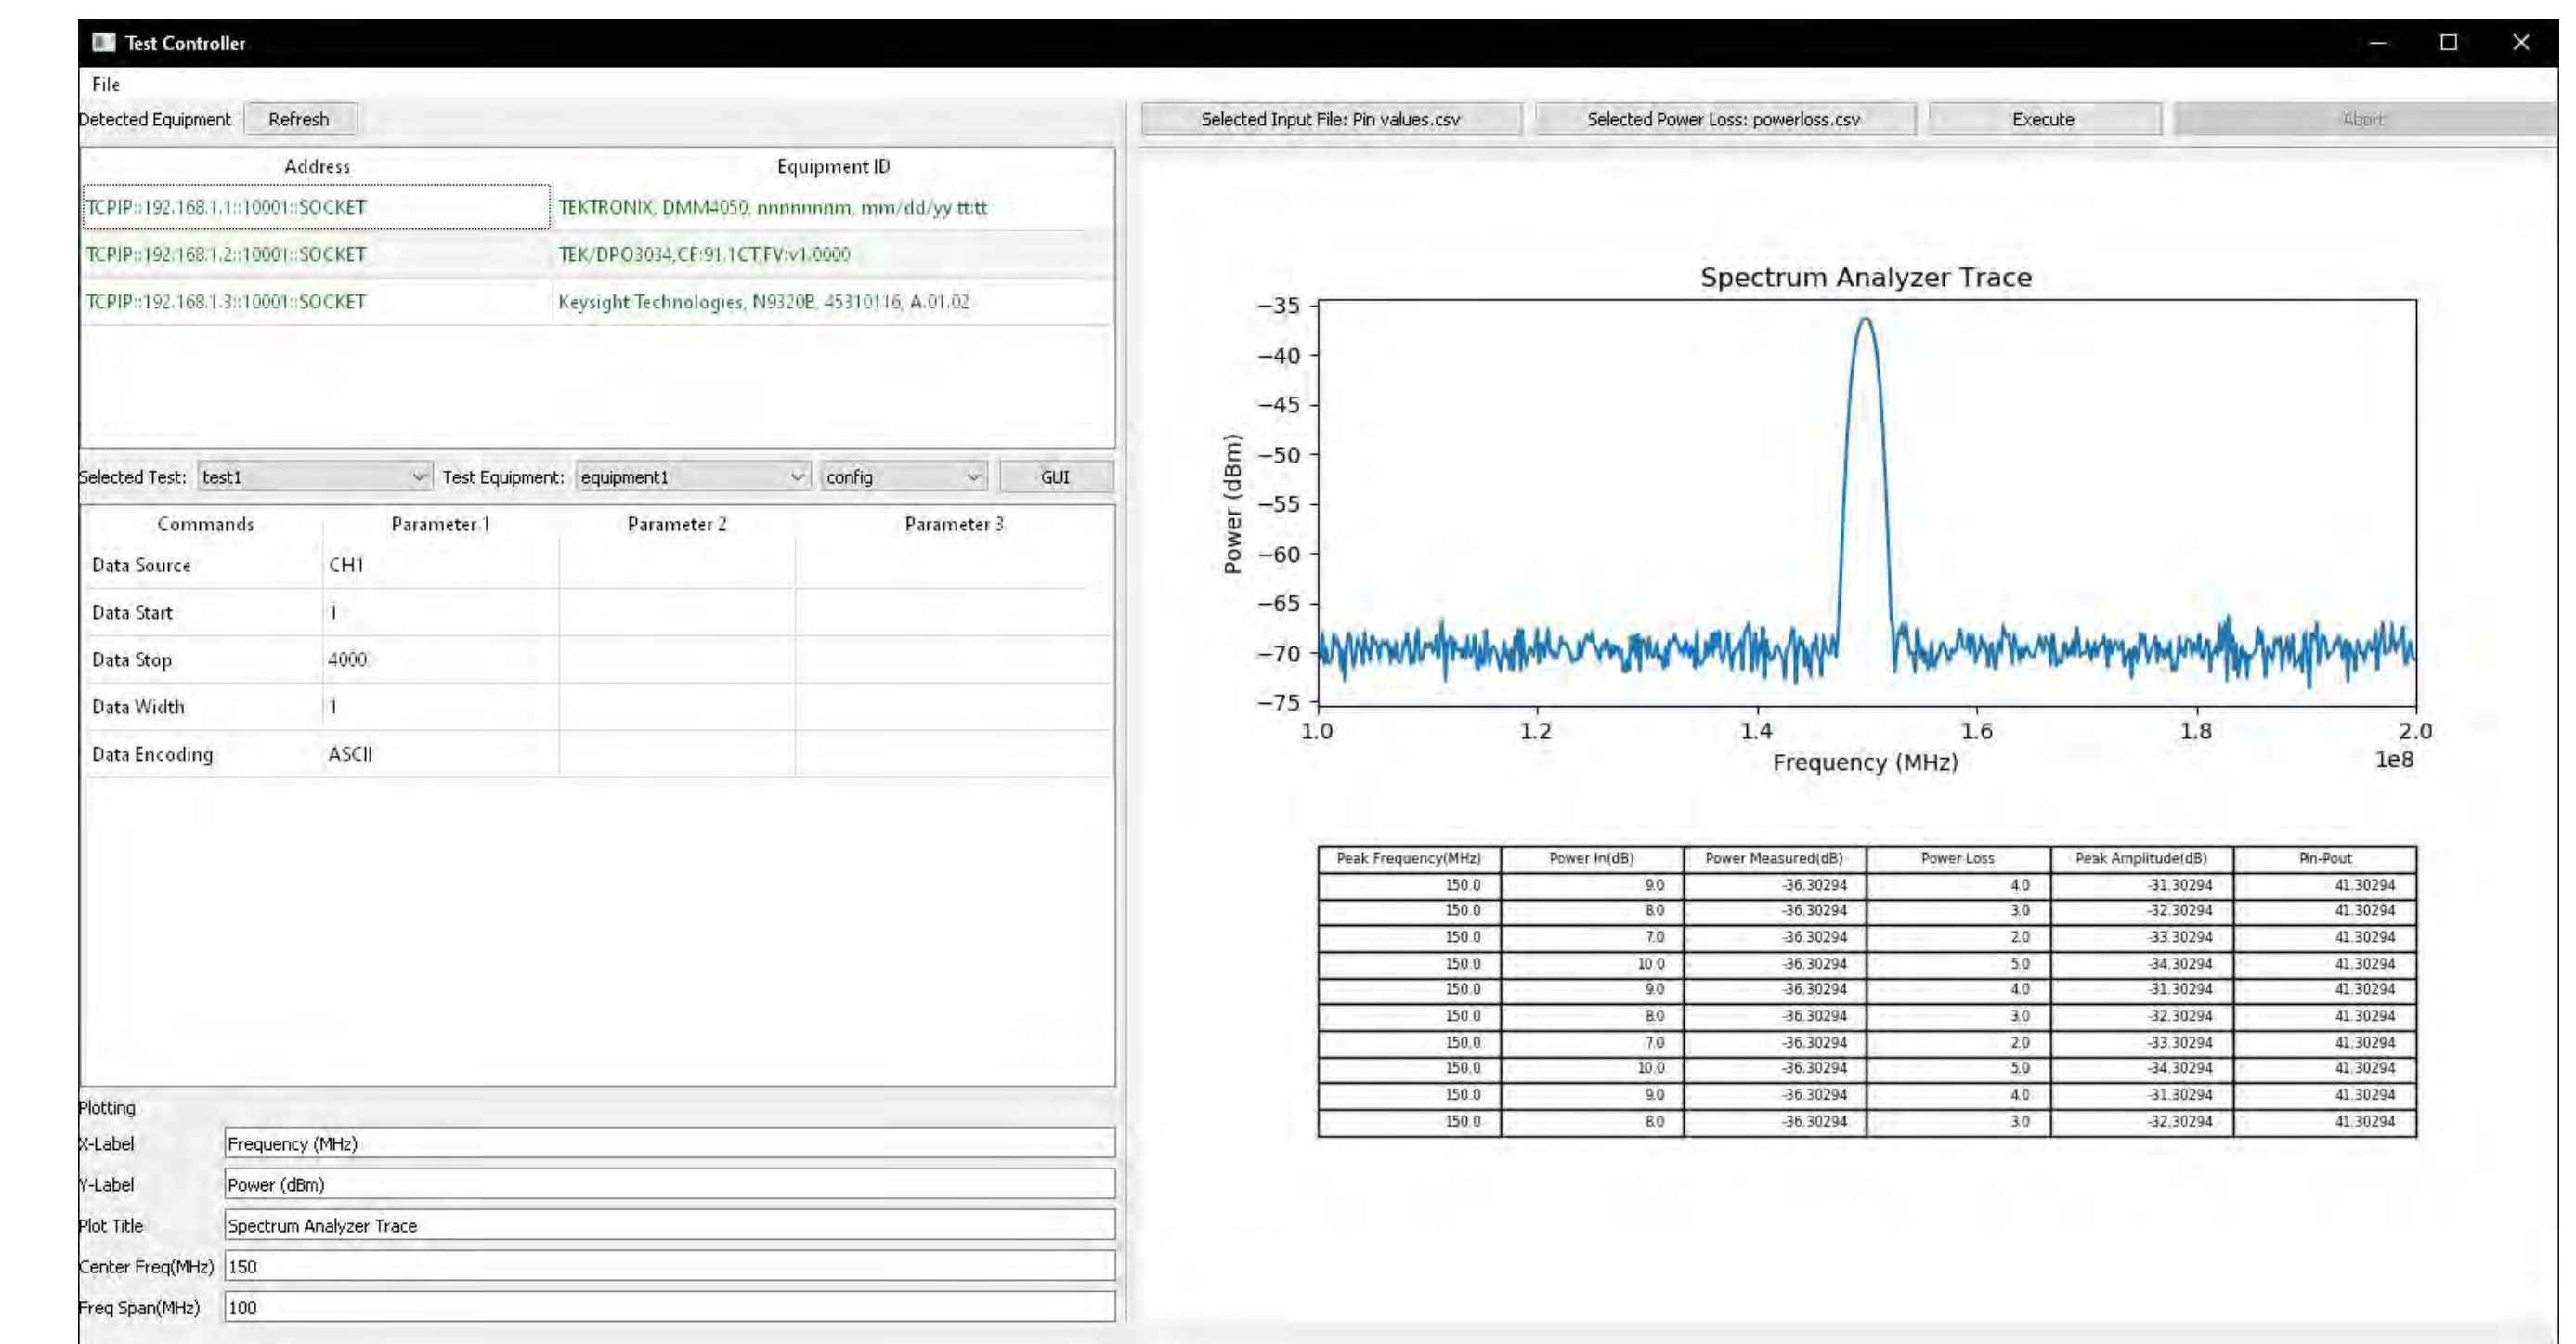 Test Controller
File
Detected Equipment Refresh
Address Equipment ID
TCPIP::192.168.1.1::10001::SOCKET TEKTRONIX, DMM4050, nnnnnnnn, mm/dd/yy tt:tt
TCPIP::192.168.1.2::10001::SOCKET TEK/DPO3034,CF:91.1CT,FV:v1.0000
TCPIP::192.168.1.3::10001::SOCKET Keysight Technologies, N9320B, 45310116, A.01.02
Selected Test: test1 Test Equipment: equipment1 config GUI
Commands Parameter 1 Parameter 2 Parameter 3
Data Source CH1
Data Start 1
Data Stop 4000
Data Width 1
Data Encoding ASCII
Plotting
X-Label Frequency (MHz)
Y-Label Power (dBm)
Plot Title Spectrum Analyzer Trace
Center Freq(MHz) 150
Freq Span(MHz) 100
Selected Input File: Pin values.csv Selected Power Loss: powerloss.csv Execute Abort
Spectrum Analyzer Trace
Power (dBm)
−35
−40
−45
−50
−55
−60
−65
−70
−75
1.0 1.2 1.4 1.6 1.8 2.0
Frequency (MHz) 1e8
Peak Frequency(MHz) Power In(dB) Power Measured(dB) Power Loss Peak Amplitude(dB) Pin-Pout
150.0 9.0 -36.30294 4.0 -31.30294 41.30294
150.0 8.0 -36.30294 3.0 -32.30294 41.30294
150.0 7.0 -36.30294 2.0 -33.30294 41.30294
150.0 10.0 -36.30294 5.0 -34.30294 41.30294
150.0 9.0 -36.30294 4.0 -31.30294 41.30294
150.0 8.0 -36.30294 3.0 -32.30294 41.30294
150.0 7.0 -36.30294 2.0 -33.30294 41.30294
150.0 10.0 -36.30294 5.0 -34.30294 41.30294
150.0 9.0 -36.30294 4.0 -31.30294 41.30294
150.0 8.0 -36.30294 3.0 -32.30294 41.30294